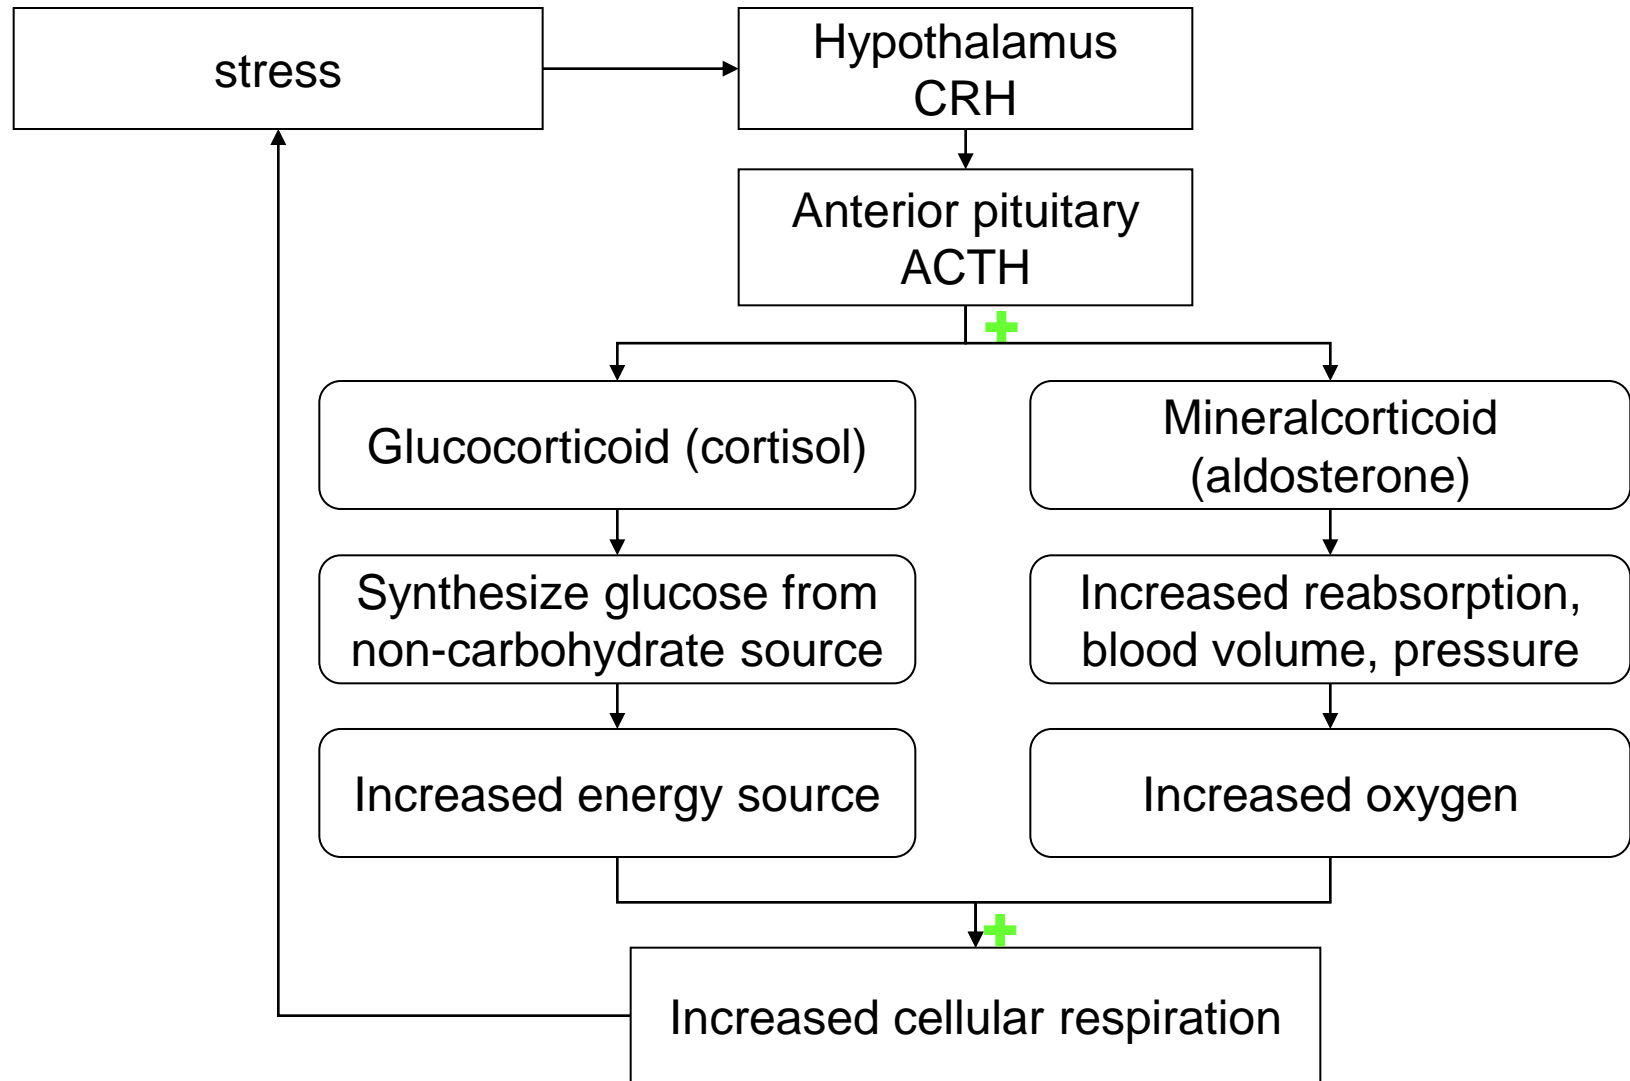 stress
Hypothalamus
CRH
Anterior pituitary
ACTH
Glucocorticoid (cortisol)
Mineralcorticoid
(aldosterone)
Synthesize glucose from
non-carbohydrate source
Increased reabsorption,
blood volume, pressure
Increased energy source
Increased oxygen
Increased cellular respiration